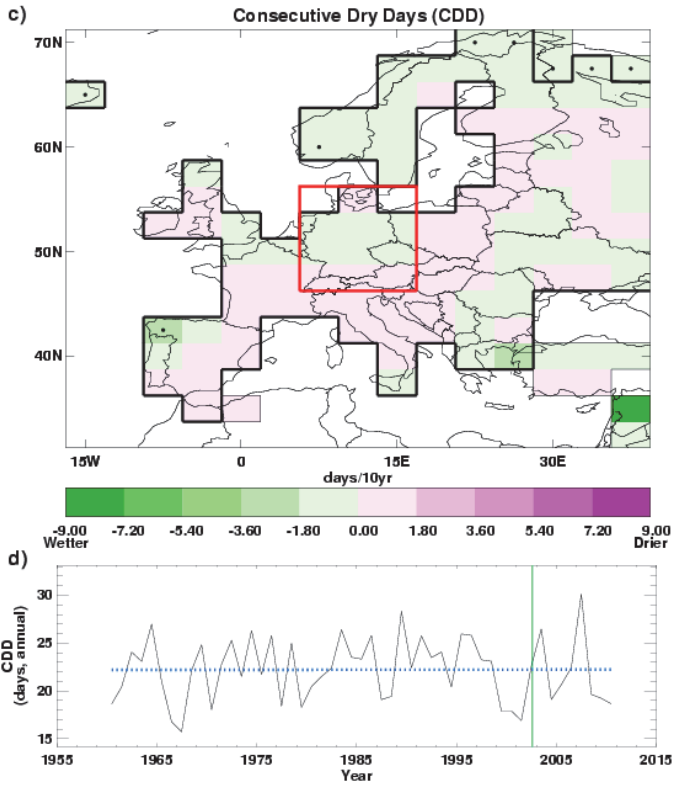 c) Consecutive Dry Days (CDD)
70N
60N
50N
40N
15W 0 15E 30E
days/10yr
-9.00 -7.20 -5.40 -3.60 -1.80 0.00 1.80 3.60 5.40 7.20 9.00
Wetter Drier
d)
30
25
20
15
CDD
(days, annual)
1955 1965 1975 1985 1995 2005 2015
Year